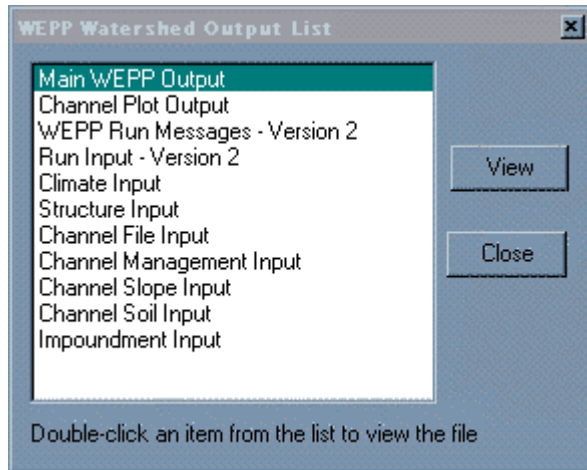 WEPP Watershed Output List
Main WEPP Output
Channel Plot Output
WEPP Run Messages - Version 2
Run Input - Version 2
Climate Input
Structure Input
Channel File Input
Channel Management Input
Channel Slope Input
Channel Soil Input
Impoundment Input
View
Close
Double-click an item from the list to view the file